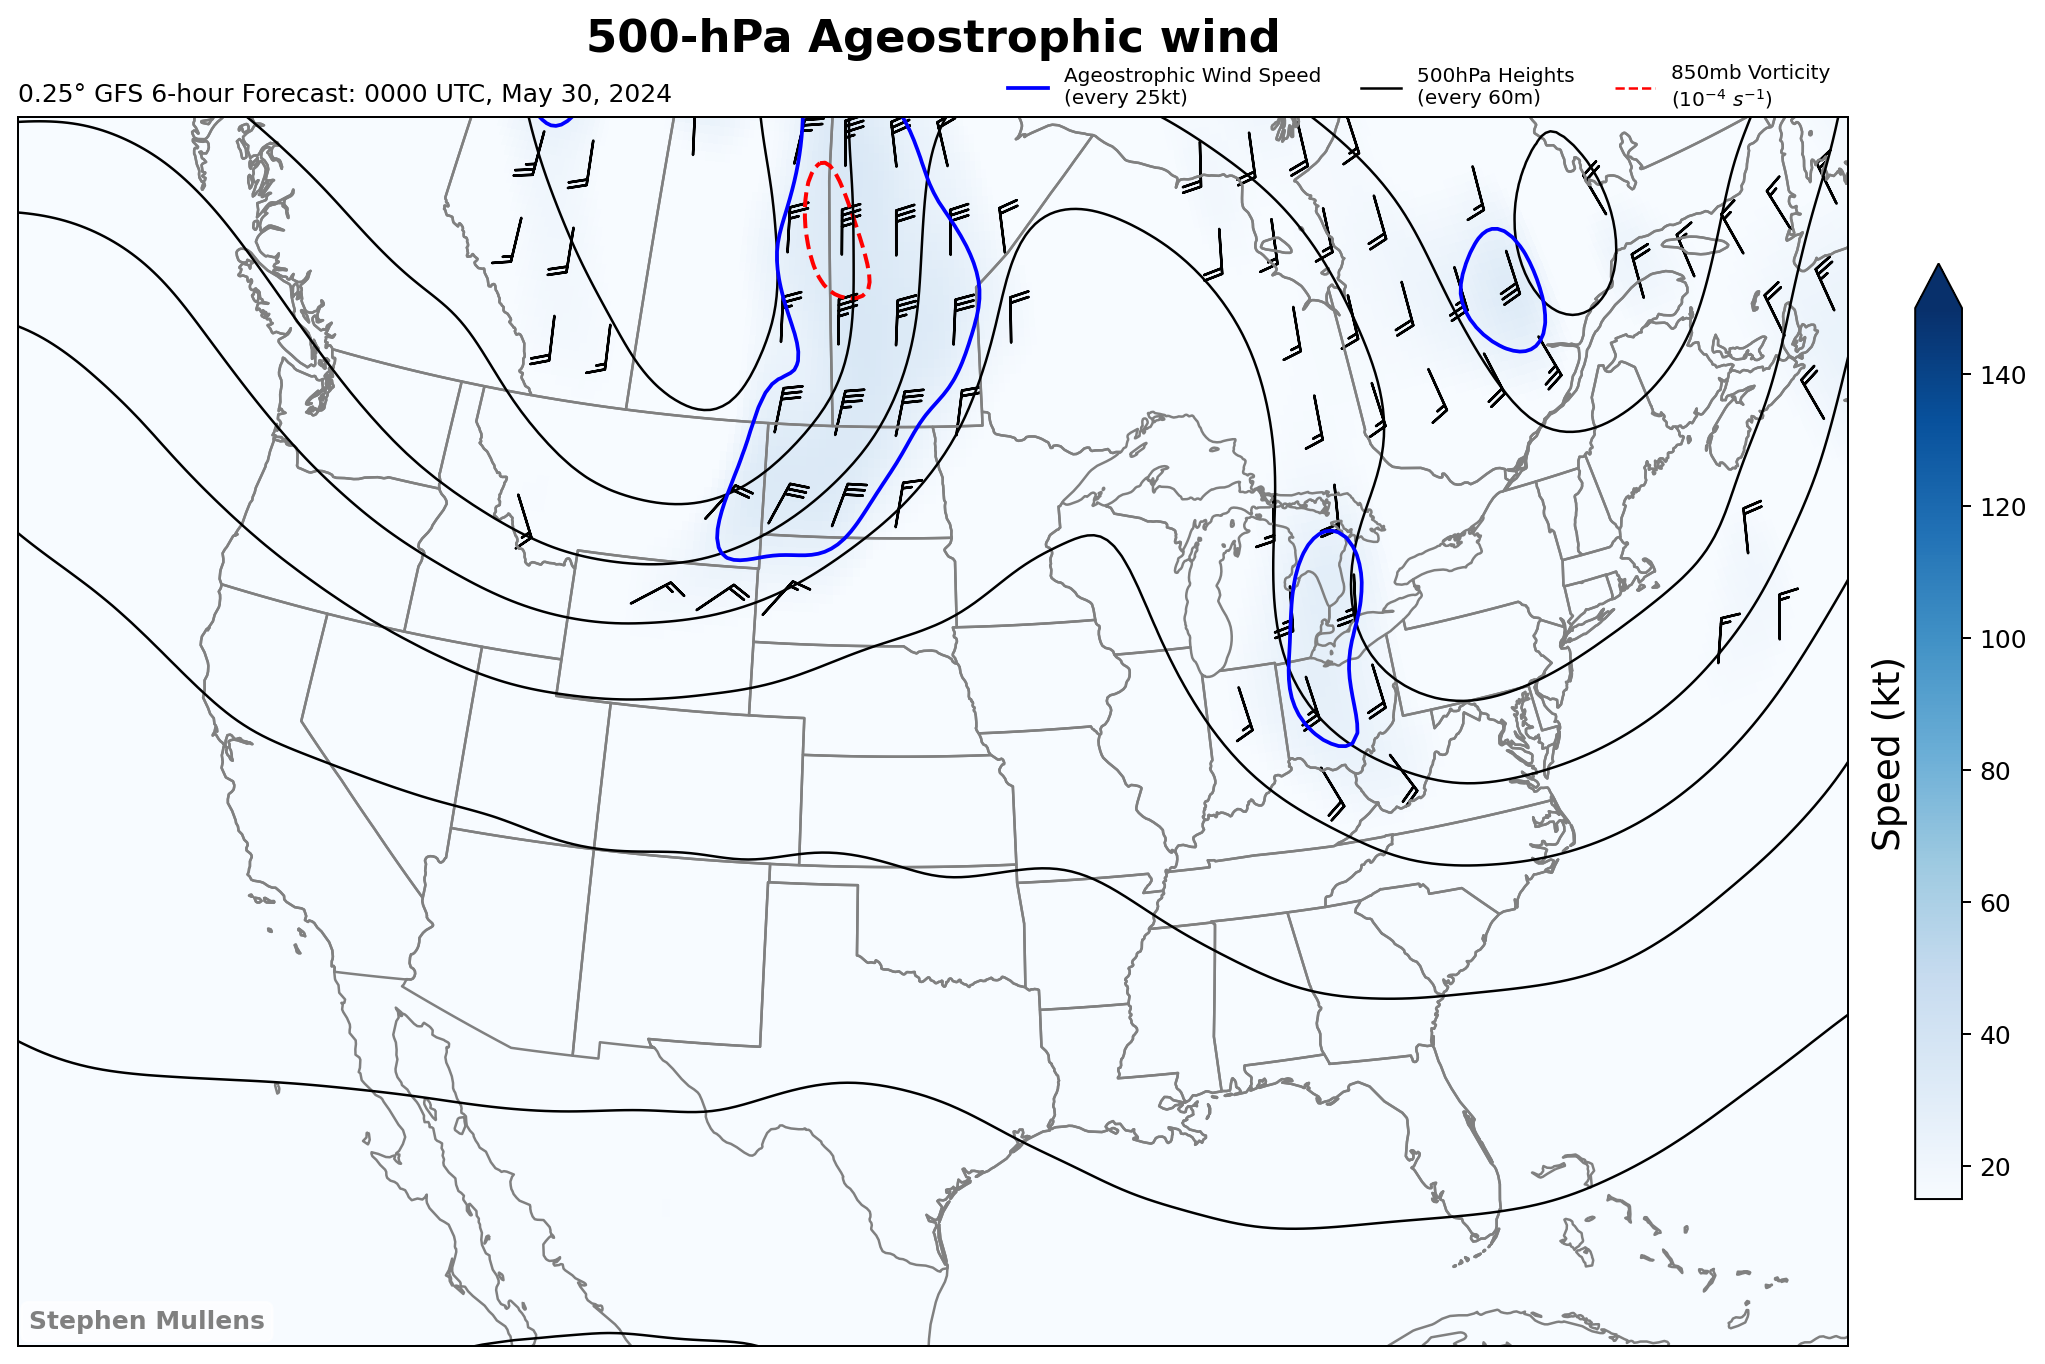 500-hPa Ageostrophic wind
0.25° GFS 6-hour Forecast: 0000 UTC, May 30, 2024
Ageostrophic Wind Speed
(every 25kt)
500hPa Heights
(every 60m)
850mb Vorticity
(10⁻⁴ s⁻¹)
140
120
100
80
60
40
20
Speed (kt)
Stephen Mullens